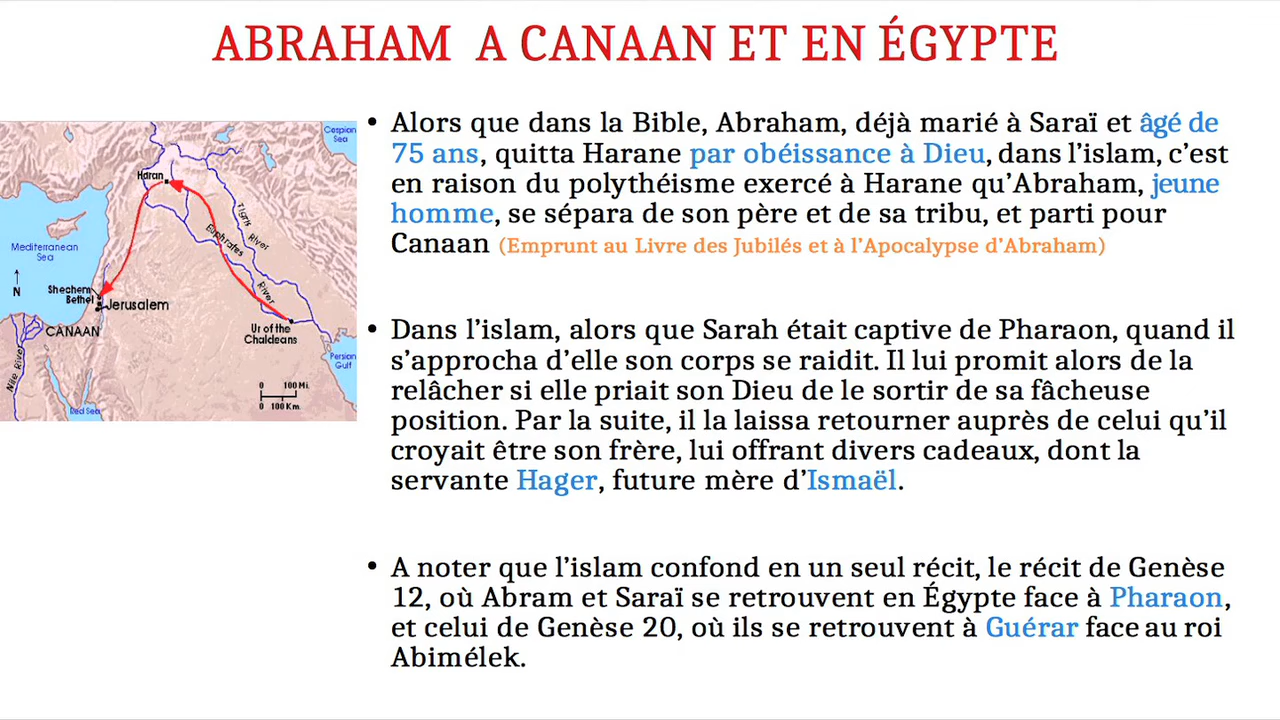 ABRAHAM A CANAAN ET EN ÉGYPTE
• Alors que dans la Bible, Abraham, déjà marié à Saraï et âgé de
75 ans, quitta Harane par obéissance à Dieu, dans l’islam, c’est
en raison du polythéisme exercé à Harane qu’Abraham, jeune
homme, se sépara de son père et de sa tribu, et parti pour
Canaan (Emprunt au Livre des Jubilés et à l’Apocalypse d’Abraham)
• Dans l’islam, alors que Sarah était captive de Pharaon, quand il
s’approcha d’elle son corps se raidit. Il lui promit alors de la
relâcher si elle priait son Dieu de le sortir de sa fâcheuse
position. Par la suite, il la laissa retourner auprès de celui qu’il
croyait être son frère, lui offrant divers cadeaux, dont la
servante Hager, future mère d’Ismaël.
• A noter que l’islam confond en un seul récit, le récit de Genèse
12, où Abram et Saraï se retrouvent en Égypte face à Pharaon,
et celui de Genèse 20, où ils se retrouvent à Guérar face au roi
Abimélek.
Caspian
Sea
Haran
Tigris River
Euphrates
River
Mediterranean
Sea
N
Shechem
Bethel
Jerusalem
CANAAN
Ur of the
Chaldeans
Nile River
Persian
Gulf
Red Sea
0 100 Mi.
0 100 Km.